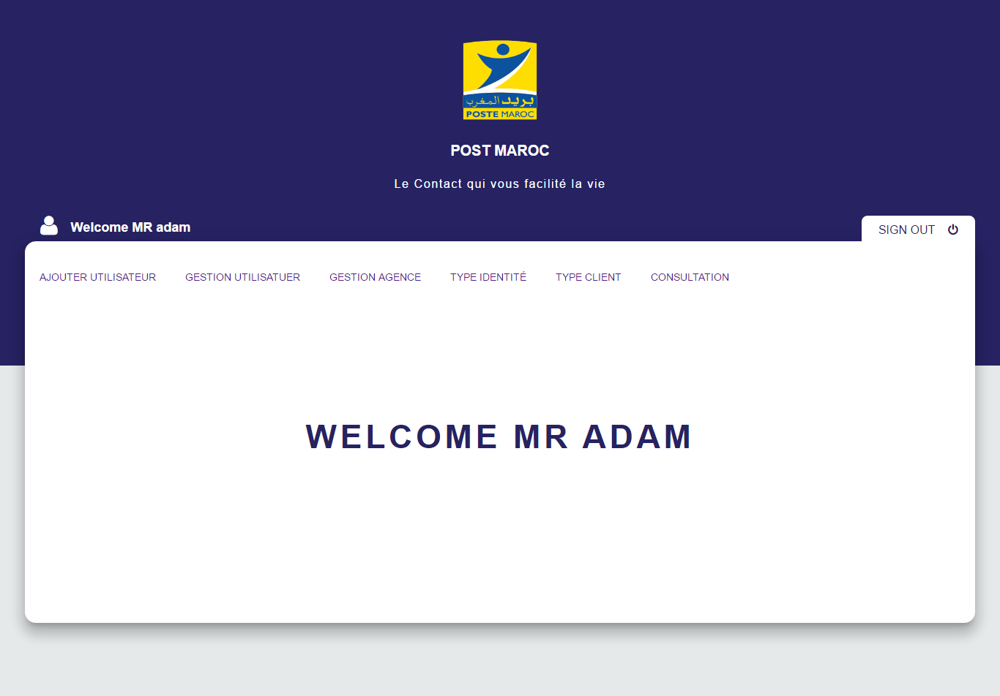 بريد المغرب
POSTE MAROC
POST MAROC
Le Contact qui vous facilité la vie
Welcome MR adam
SIGN OUT
AJOUTER UTILISATEUR GESTION UTILISATUER GESTION AGENCE TYPE IDENTITÉ TYPE CLIENT CONSULTATION
WELCOME MR ADAM